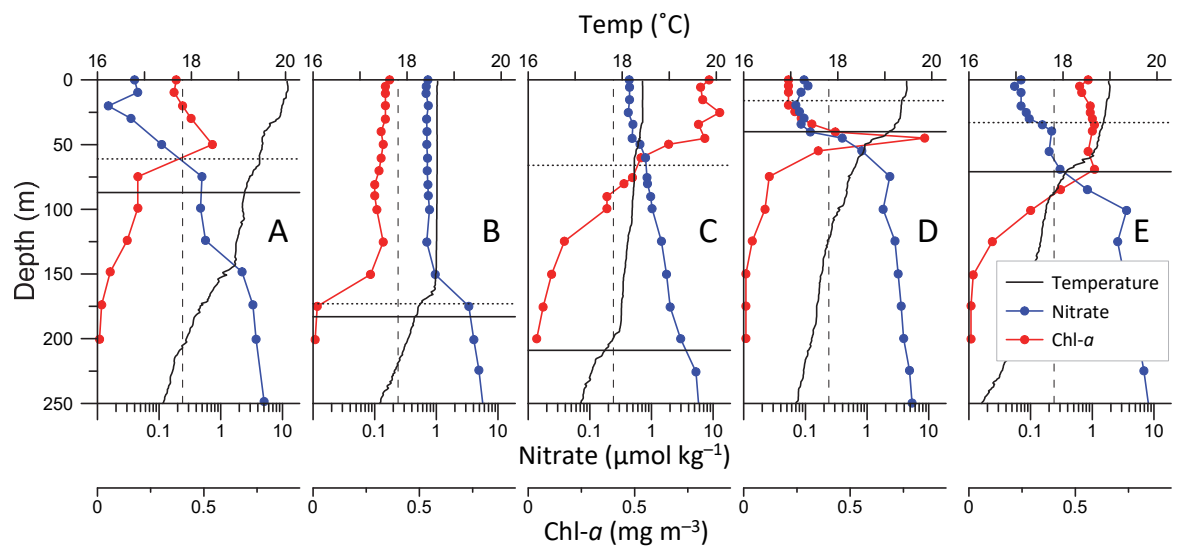 Temp (˚C)
16 18 20 16 18 20 16 18 20 16 18 20 16 18 20
0
50
100
150
200
250
Depth (m)
A B C D E
Temperature
Nitrate
Chl-a
0.1 1 10 0.1 1 10 0.1 1 10 0.1 1 10 0.1 1 10
Nitrate (μmol kg⁻¹)
0 0.5 0 0.5 0 0.5 0 0.5 0 0.5
Chl-a (mg m⁻³)